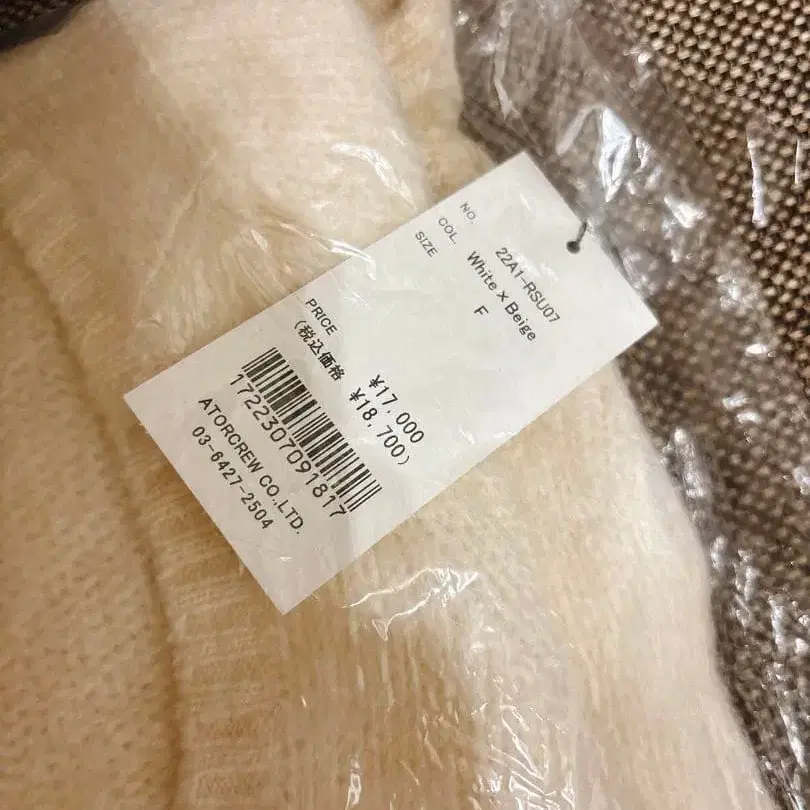 NO. 22A1-RSU07
COL. White x Beige
SIZE F
PRICE ¥17,000
(税込価格 ¥18,700)
1722307091817
ATORCREW CO.,LTD.
03-6427-2504